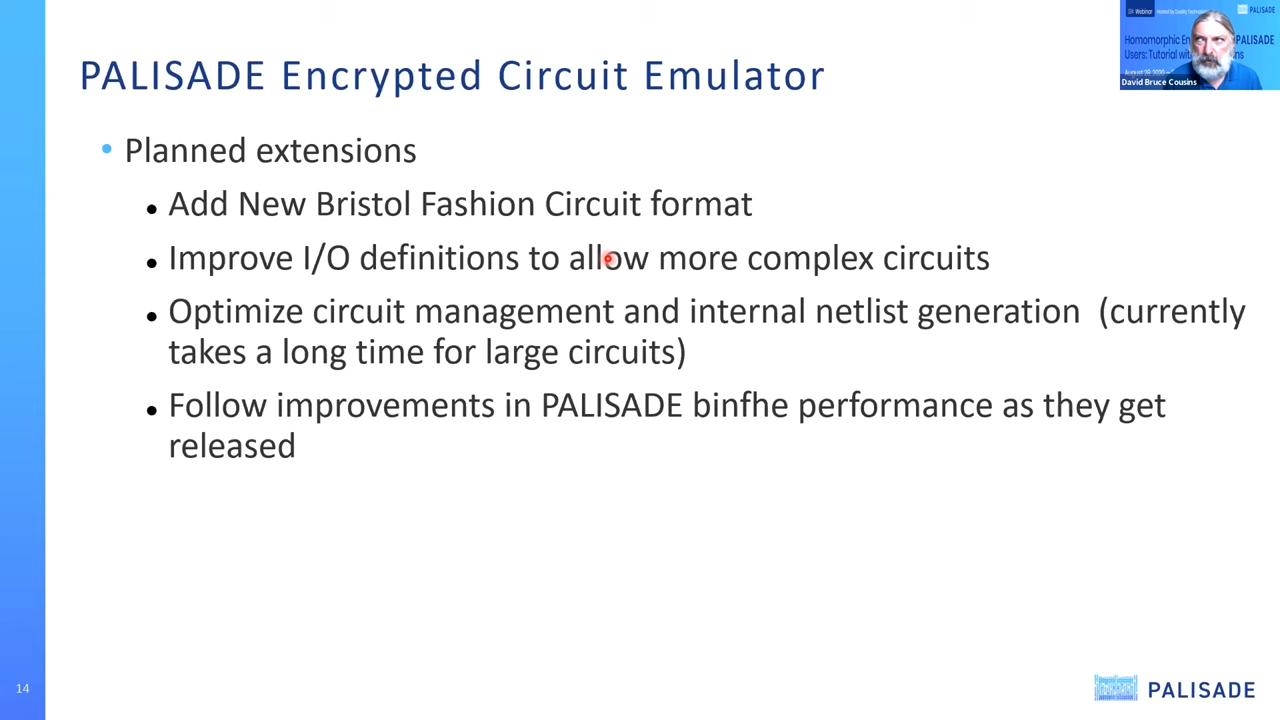 PALISADE Encrypted Circuit Emulator
Webinar
PALISADE
PALISADE
David Bruce Cousins
• Planned extensions
• Add New Bristol Fashion Circuit format
• Improve I/O definitions to allow more complex circuits
• Optimize circuit management and internal netlist generation (currently
takes a long time for large circuits)
• Follow improvements in PALISADE binfhe performance as they get
released
14
PALISADE